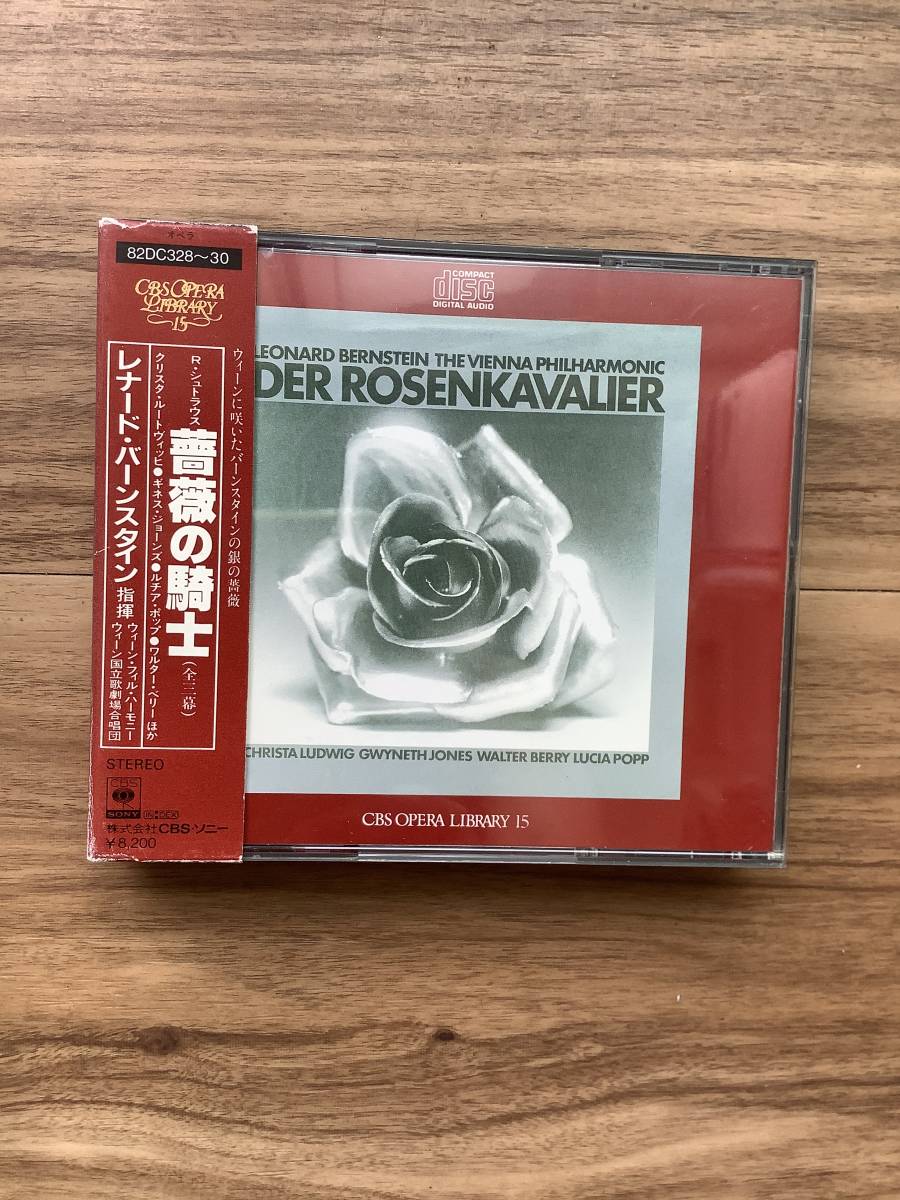 オペラ
82DC328〜30
CBS OPERA
LIBRARY
15
ウィーンに咲いたバーンスタインの銀の薔薇
R・シュトラウス
薔薇の騎士(全三幕)
クリスタ・ルートヴィッヒ●ギネス・ジョーンズ●ルチア・ポップ●ワルター・ベリー ほか
レナード・バーンスタイン 指揮
ウィーン・フィル・ハーモニー
ウィーン国立歌劇場合唱団
STEREO
CBS
SONY
INDEX
株式会社CBS・ソニー
¥8,200
COMPACT
disc
DIGITAL AUDIO
LEONARD BERNSTEIN THE VIENNA PHILHARMONIC
DER ROSENKAVALIER
CHRISTA LUDWIG GWYNETH JONES WALTER BERRY LUCIA POPP
CBS OPERA LIBRARY 15